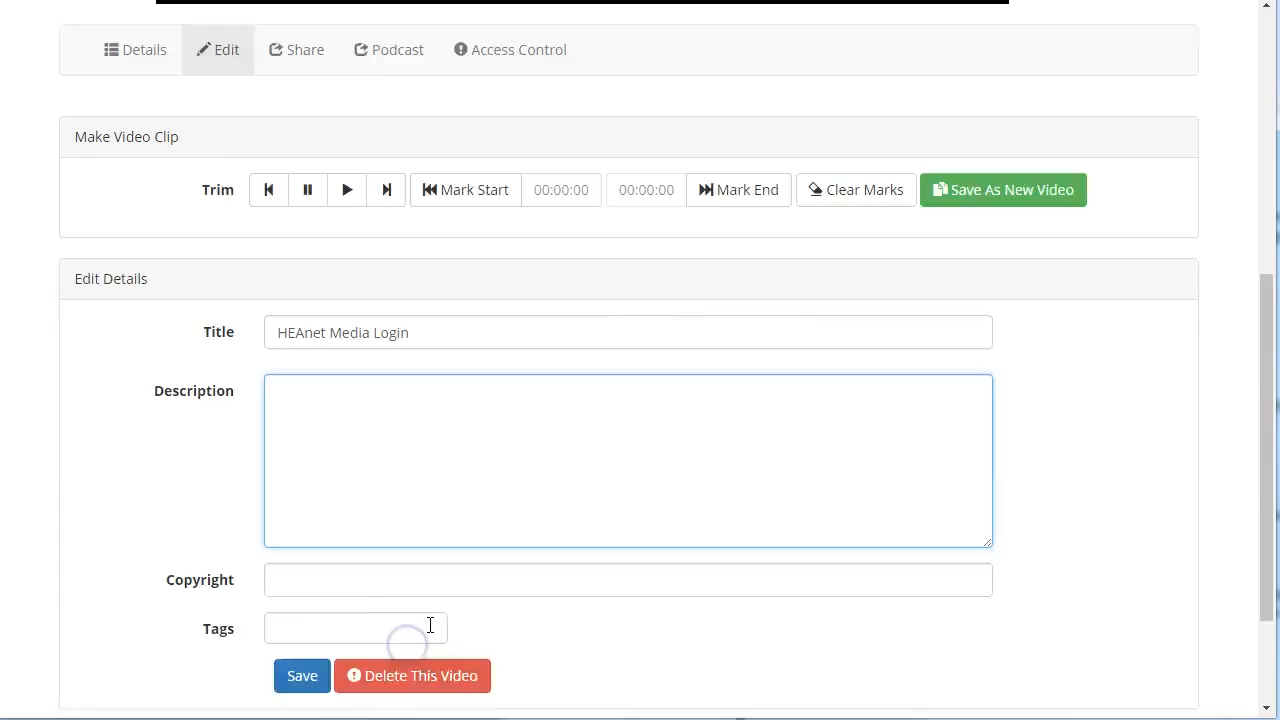 Details Edit Share Podcast Access Control
Make Video Clip
Trim Mark Start 00:00:00 00:00:00 Mark End Clear Marks Save As New Video
Edit Details
Title HEAnet Media Login
Description
Copyright
Tags
Save Delete This Video